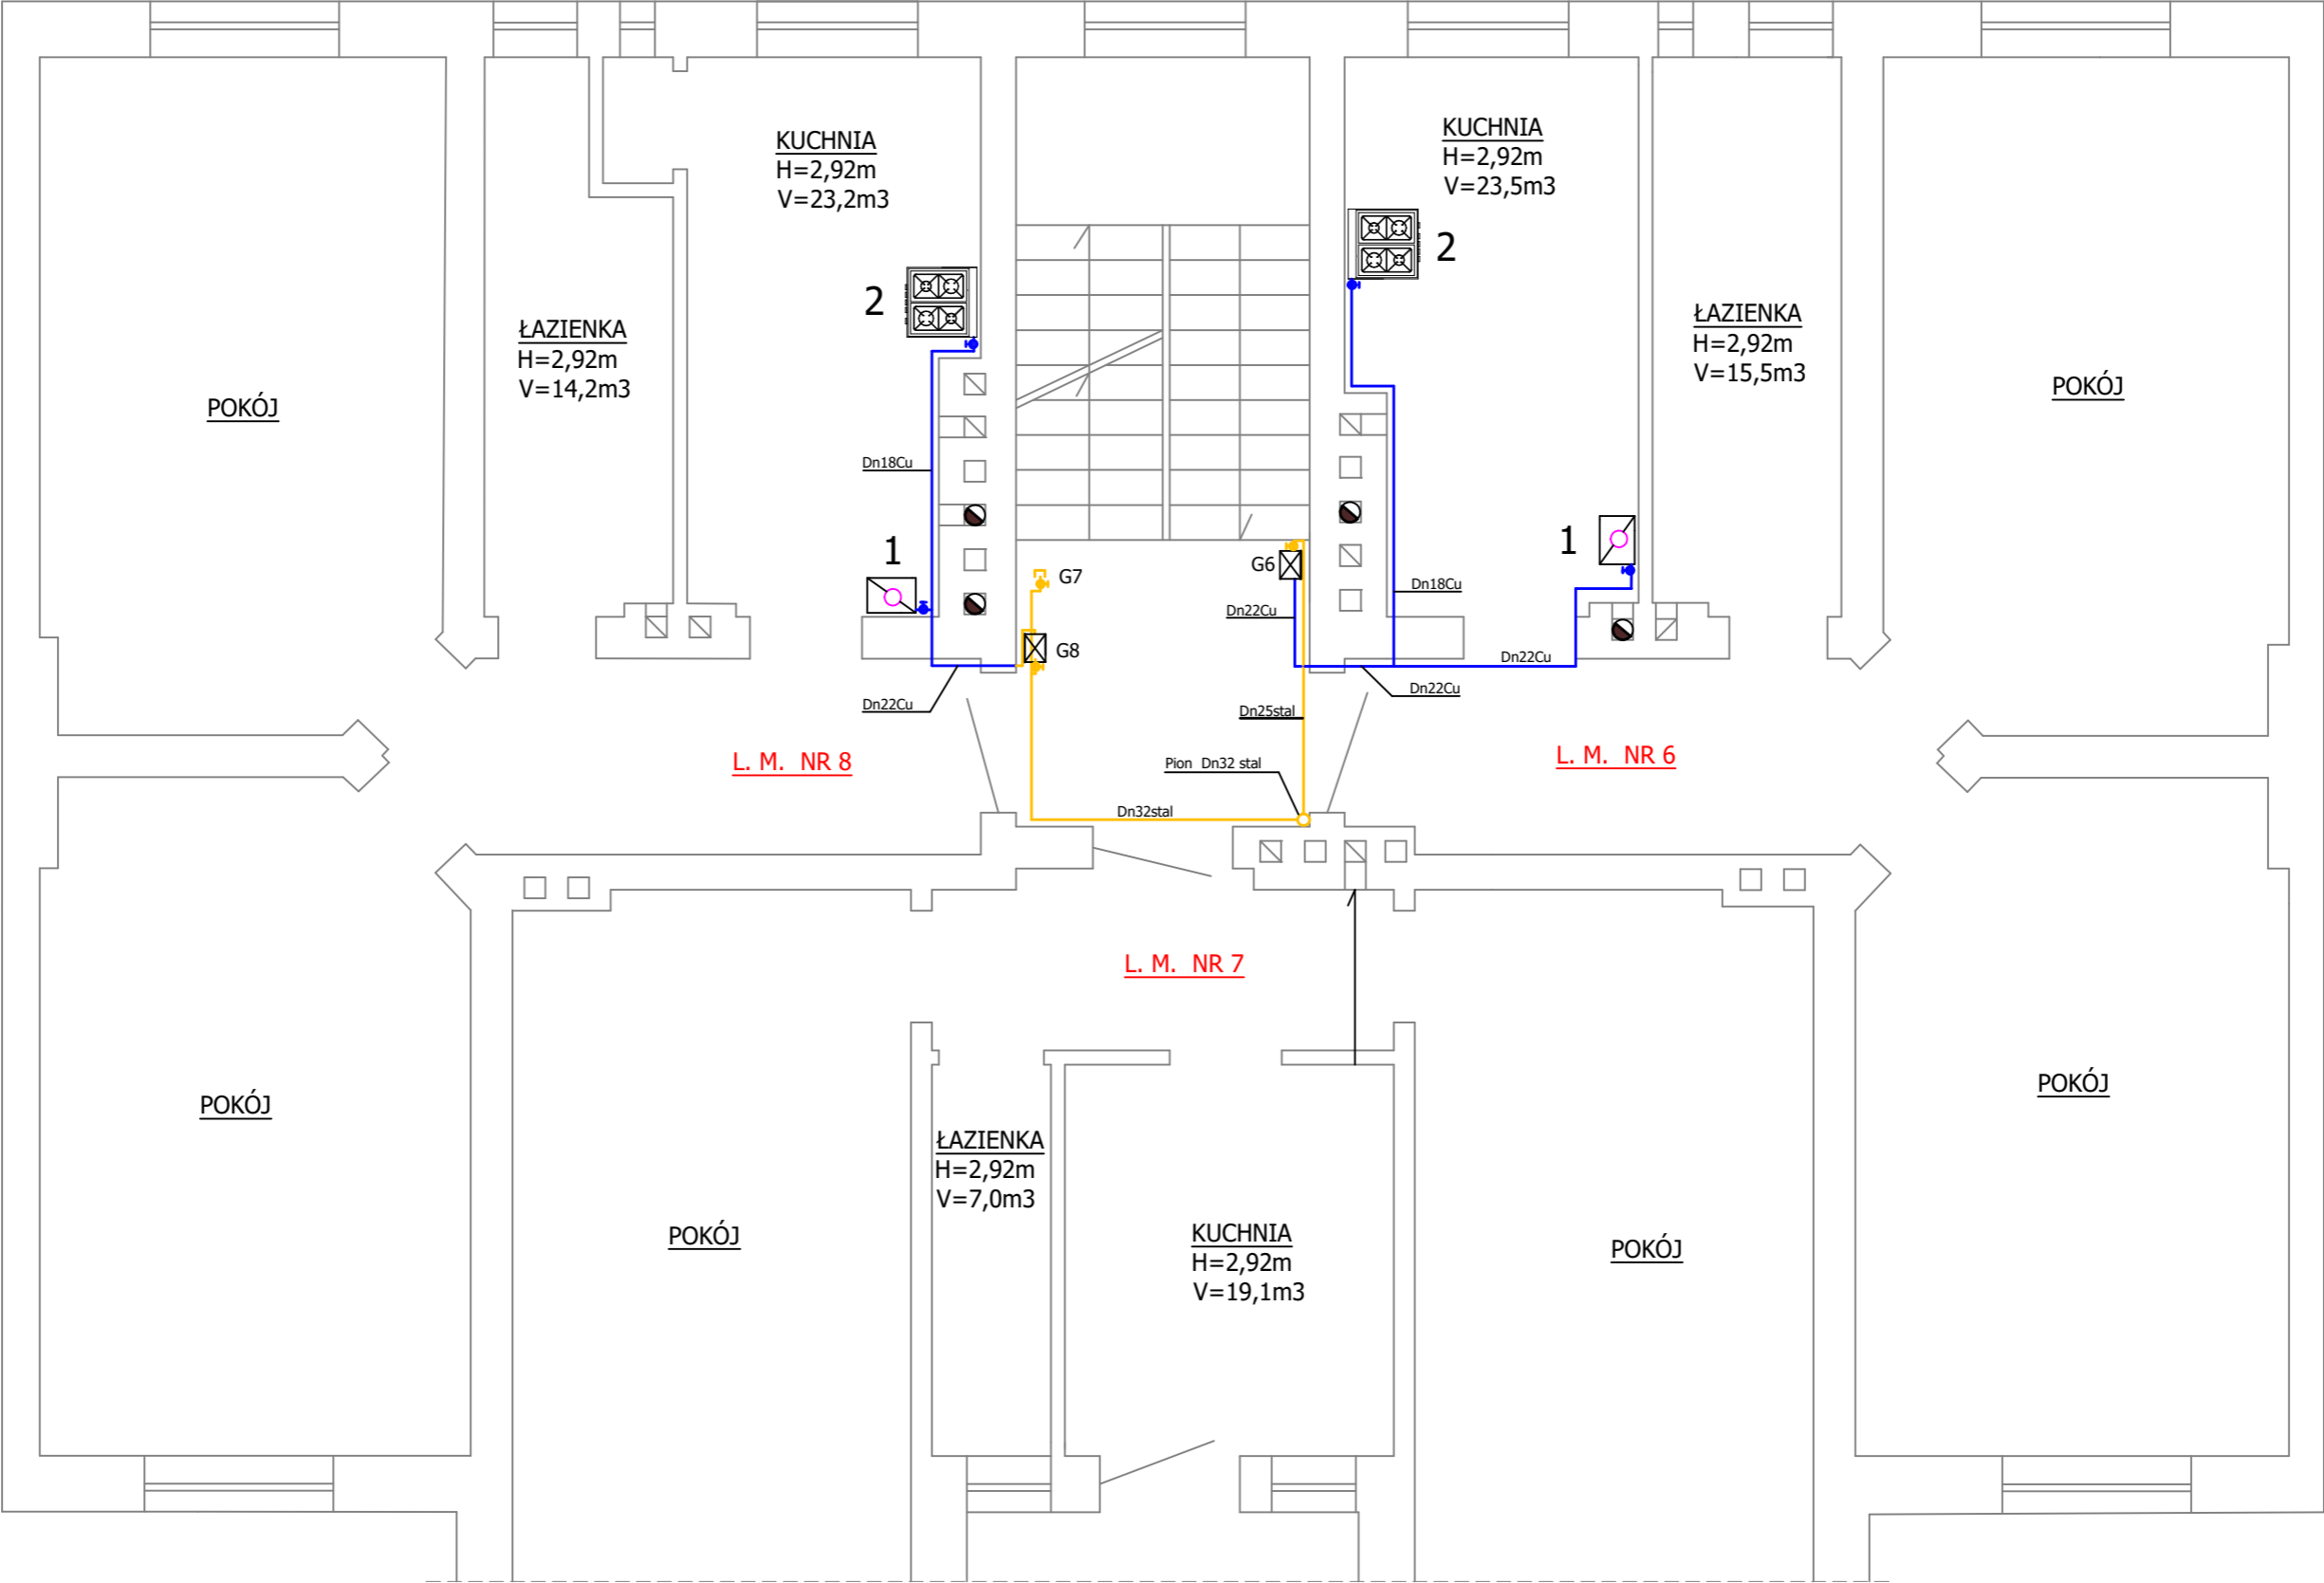 KUCHNIA
H=2,92m
V=23,2m3
KUCHNIA
H=2,92m
V=23,5m3
2
2
ŁAZIENKA
H=2,92m
V=14,2m3
ŁAZIENKA
H=2,92m
V=15,5m3
POKÓJ
POKÓJ
Dn18Cu
1
1
G6
G7
Dn18Cu
Dn22Cu
G8
Dn22Cu
Dn22Cu
Dn22Cu
Dn25stal
L. M. NR 8
Pion Dn32 stal
L. M. NR 6
Dn32stal
L. M. NR 7
POKÓJ
POKÓJ
ŁAZIENKA
H=2,92m
V=7,0m3
POKÓJ
KUCHNIA
H=2,92m
V=19,1m3
POKÓJ